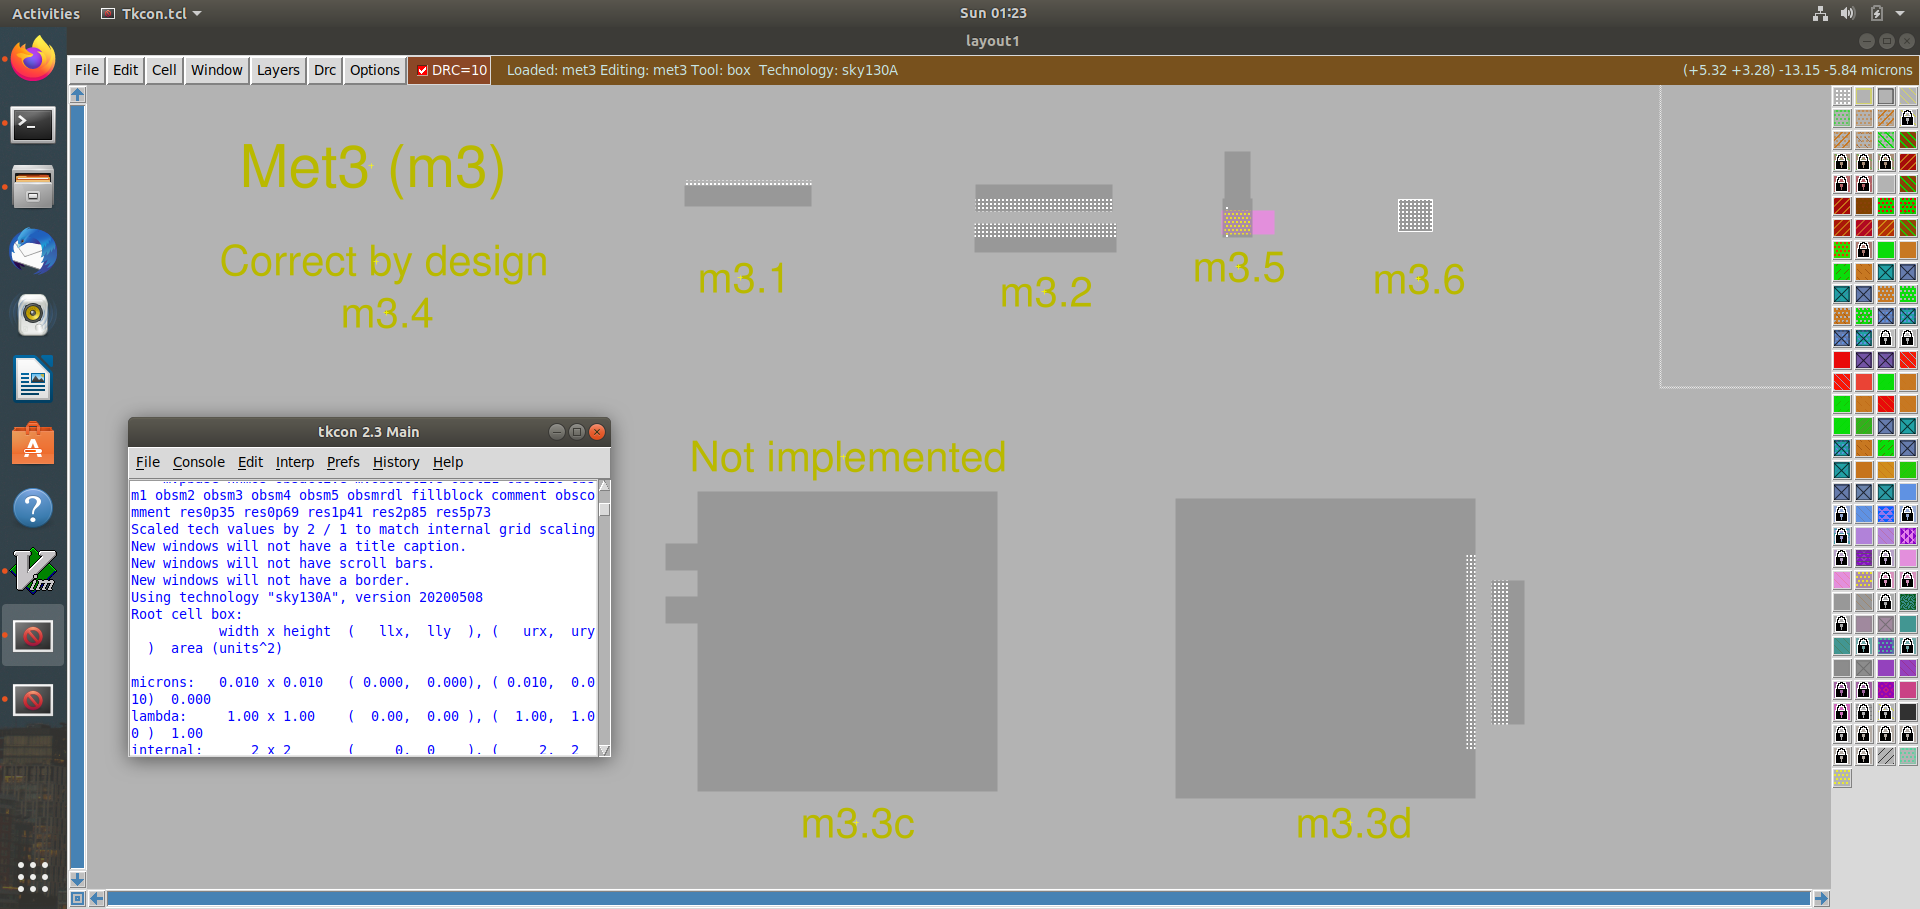 Activities
Tkcon.tcl
Sun 01:23
layout1
File Edit Cell Window Layers Drc Options DRC=10 Loaded: met3 Editing: met3 Tool: box Technology: sky130A (+5.32 +3.28) -13.15 -5.84 microns
Met3 (m3)
Correct by design
m3.4
m3.1
m3.2
m3.5
m3.6
tkcon 2.3 Main
File Console Edit Interp Prefs History Help
m1 obsm2 obsm3 obsm4 obsm5 obsmrdl fillblock comment obsco
mment res0p35 res0p69 res1p41 res2p85 res5p73
Scaled tech values by 2 / 1 to match internal grid scaling
New windows will not have a title caption.
New windows will not have scroll bars.
New windows will not have a border.
Using technology "sky130A", version 20200508
Root cell box:
width x height ( llx, lly ), ( urx, ury
) area (units^2)
microns: 0.010 x 0.010 ( 0.000, 0.000), ( 0.010, 0.0
10) 0.000
lambda: 1.00 x 1.00 ( 0.00, 0.00 ), ( 1.00, 1.0
0 ) 1.00
internal: 2 x 2 ( 0, 0 ), ( 2, 2
Not implemented
m3.3c
m3.3d